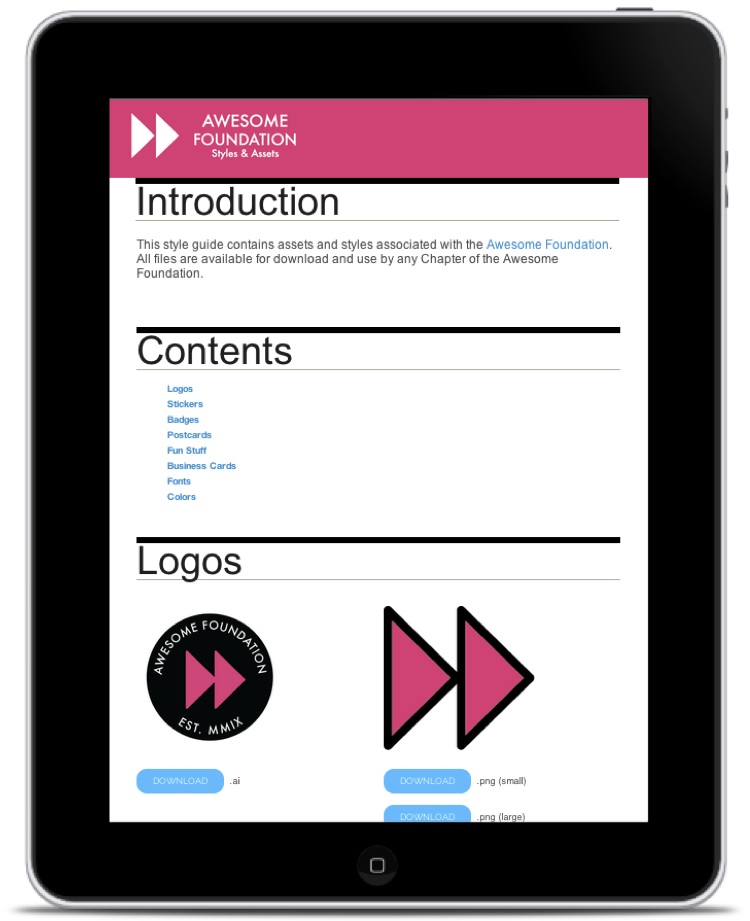 AWESOME
FOUNDATION
Styles & Assets
Introduction
This style guide contains assets and styles associated with the Awesome Foundation.
All files are available for download and use by any Chapter of the Awesome
Foundation.
Contents
Logos
Stickers
Badges
Postcards
Fun Stuff
Business Cards
Fonts
Colors
Logos
AWESOME FOUNDATION
EST. MMIX
DOWNLOAD .ai
DOWNLOAD .png (small)
DOWNLOAD .png (large)